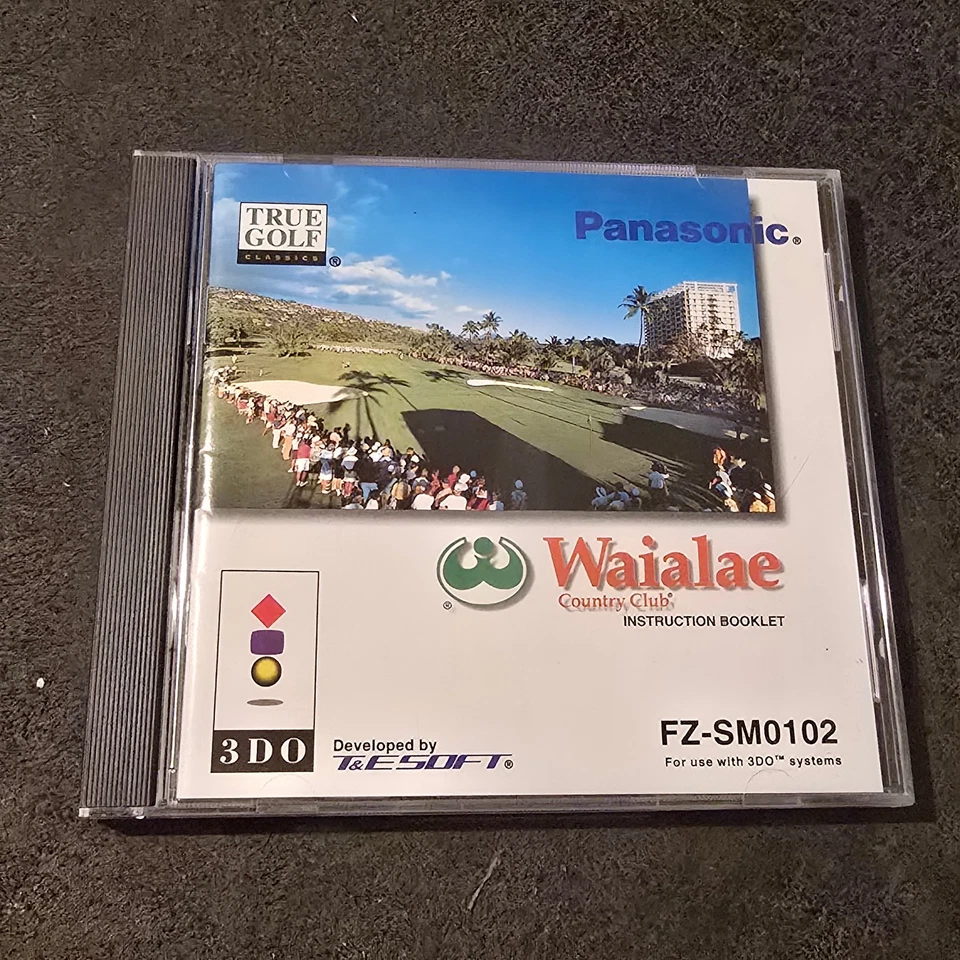 TRUE
GOLF
CLASSICS ®
Panasonic®
Waialae
Country Club®
®
INSTRUCTION BOOKLET
3DO
Developed by
T&E SOFT®
FZ-SM0102
For use with 3DO™ systems